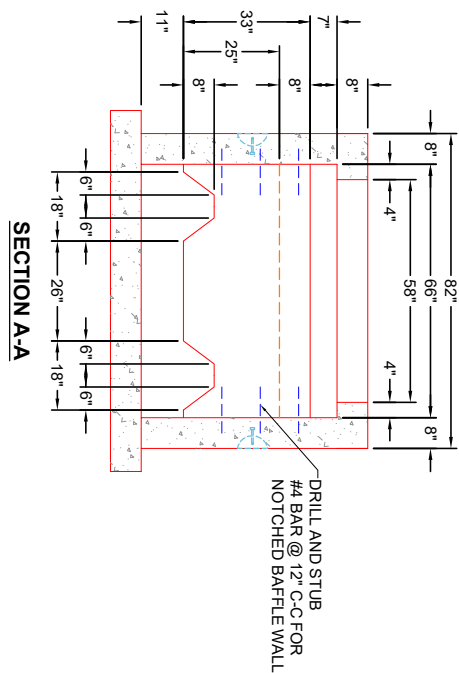 82"
8" 66" 8"
58"
4" 4"
8"
7"
8"
33"
25"
8"
11"
DRILL AND STUB
#4 BAR @ 12" C-C FOR
NOTCHED BAFFLE WALL
6" 6" 6" 6"
18" 26" 18"
SECTION A-A